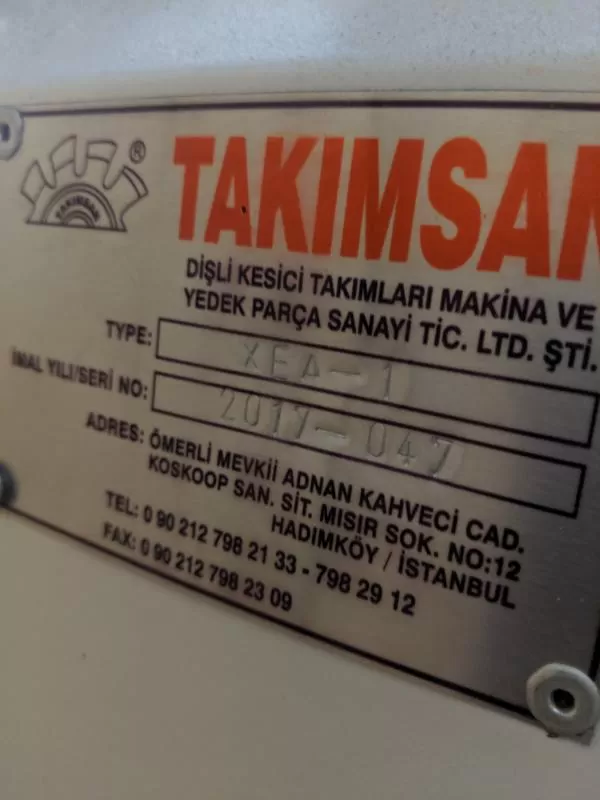 TAKIMSAN
®
TAKIMSAN
DİŞLİ KESİCİ TAKIMLARI MAKİNA VE
YEDEK PARÇA SANAYİ TİC. LTD. ŞTİ.
TYPE: XEA-1
İMAL YILI/SERİ NO: 2017-047
ADRES: ÖMERLİ MEVKİİ ADNAN KAHVECİ CAD.
KOSKOOP SAN. SİT. MISIR SOK. NO:12
HADIMKÖY / İSTANBUL
TEL: 0 90 212 798 21 33 - 798 29 12
FAX: 0 90 212 798 23 09